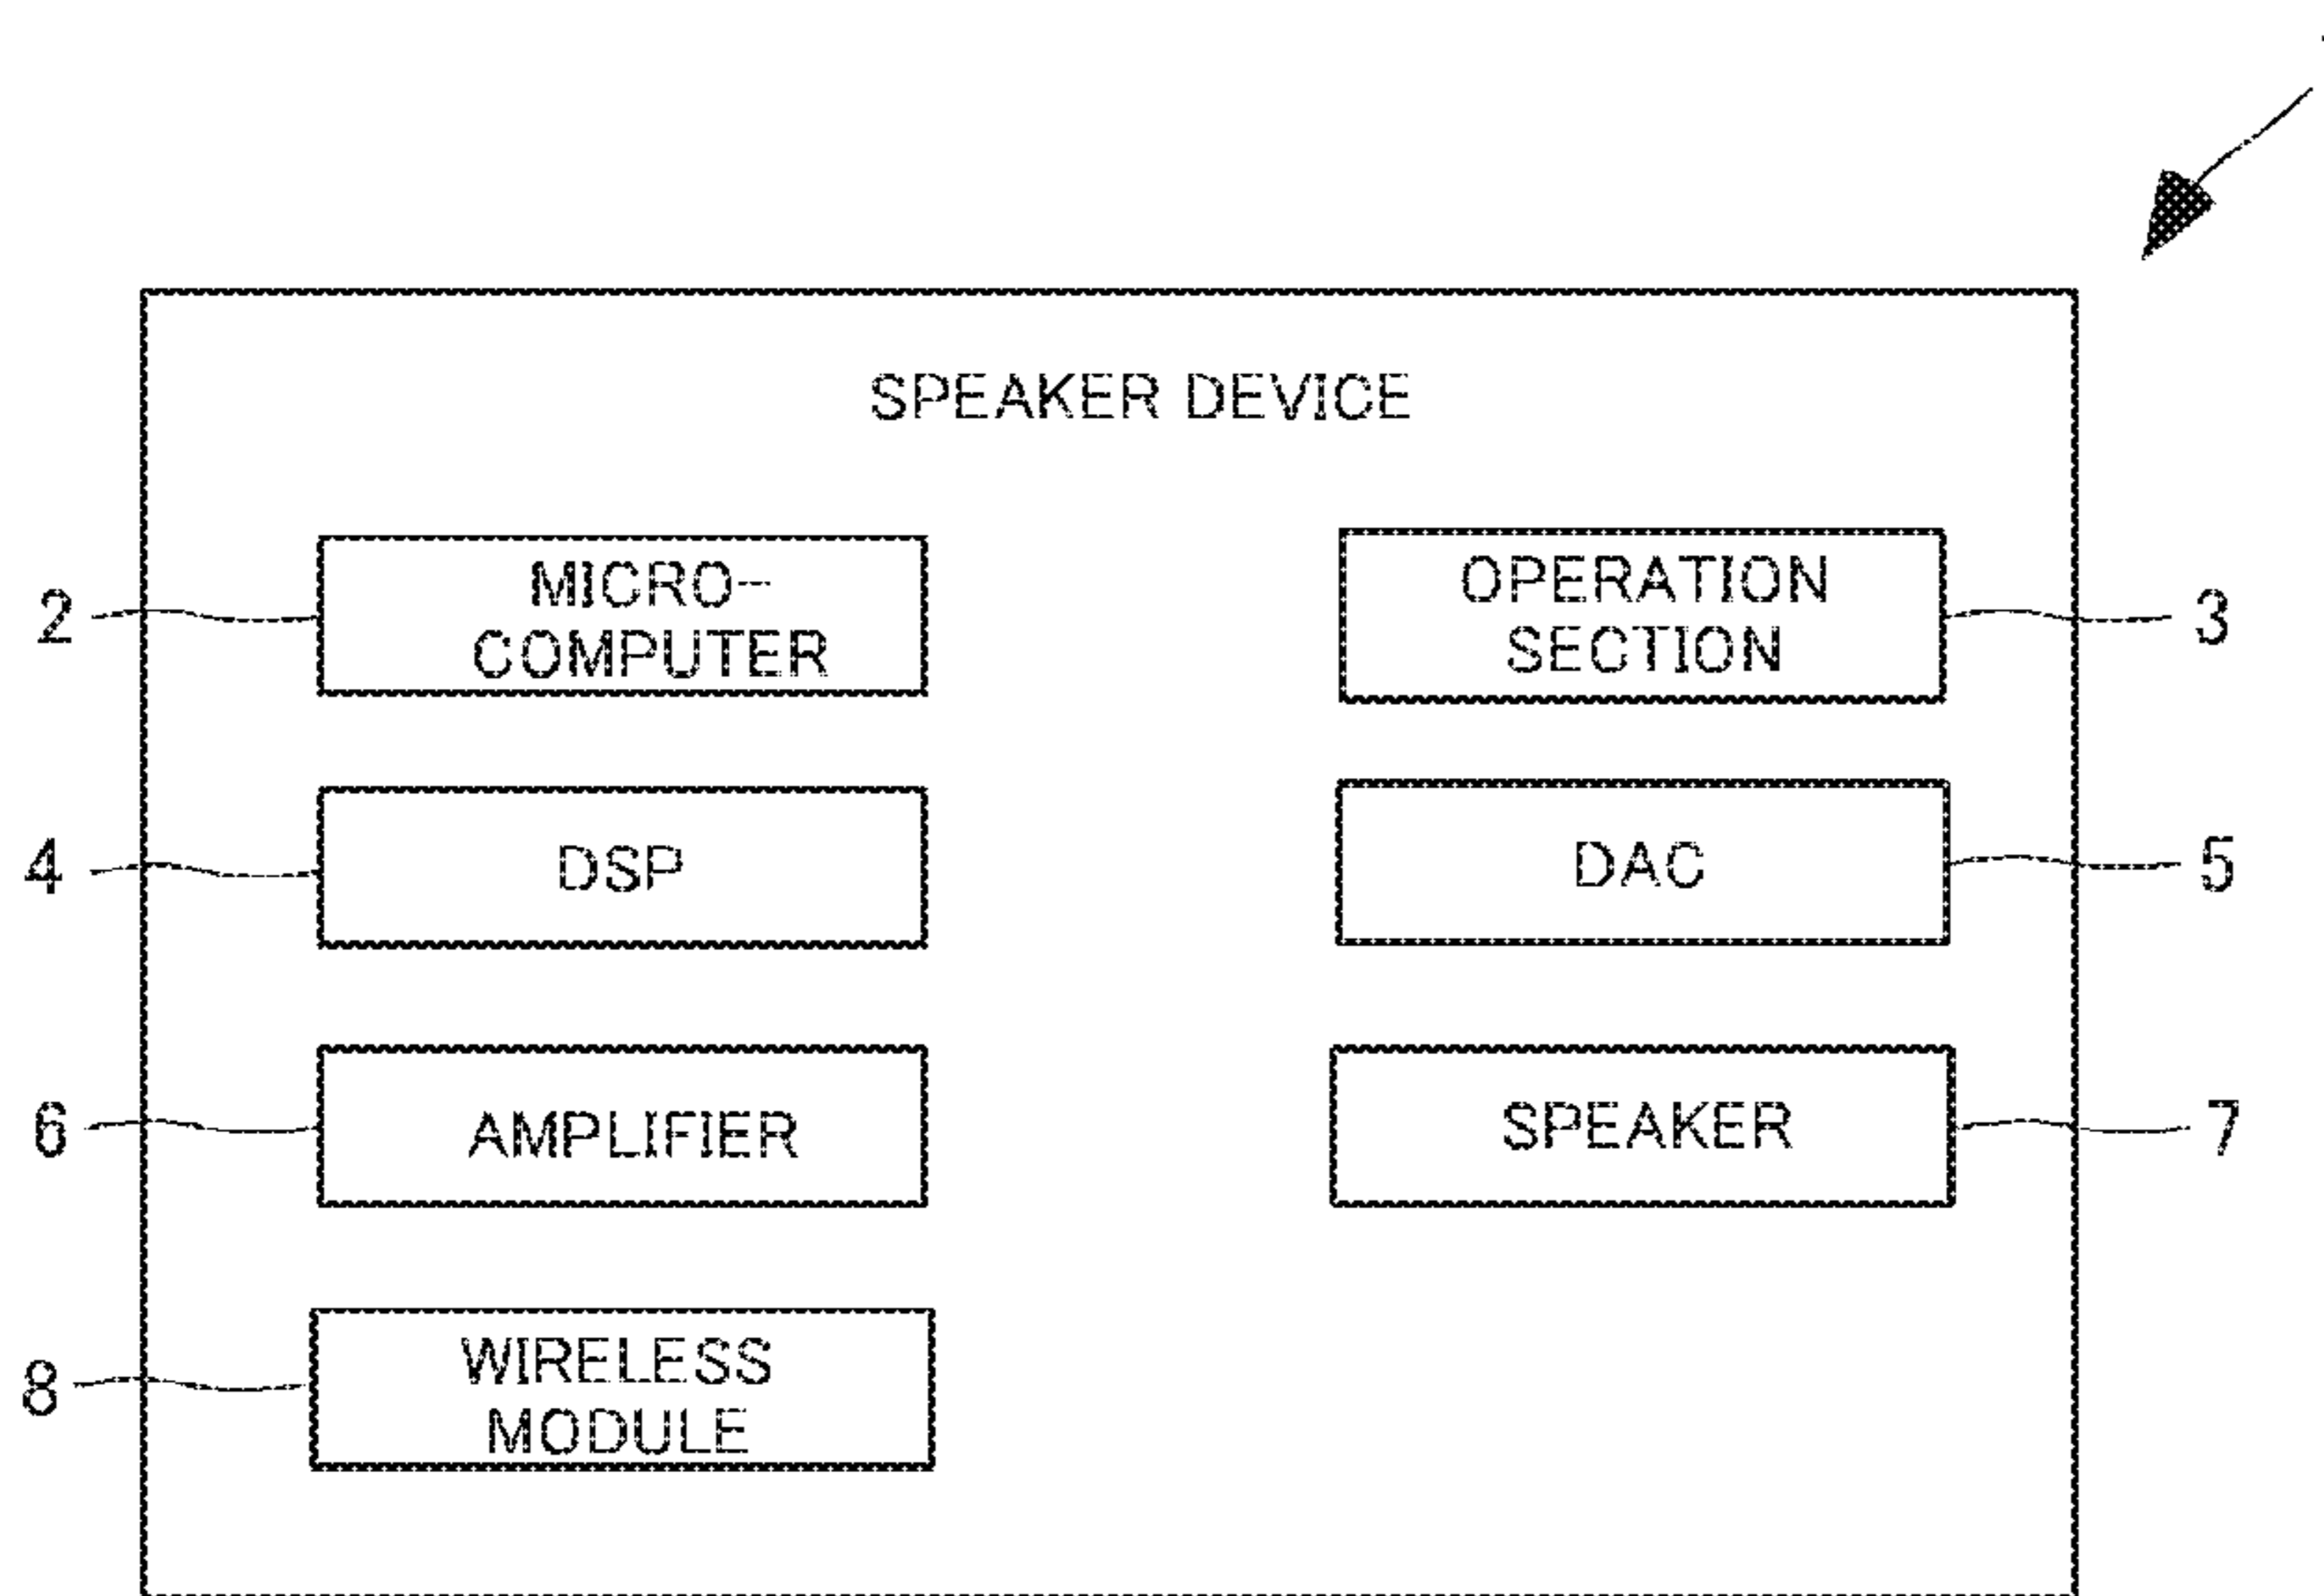 SPEAKER DEVICE
MICRO-
COMPUTER
OPERATION
SECTION
2
3
DSP
DAC
4
5
AMPLIFIER
SPEAKER
6
7
WIRELESS
MODULE
8